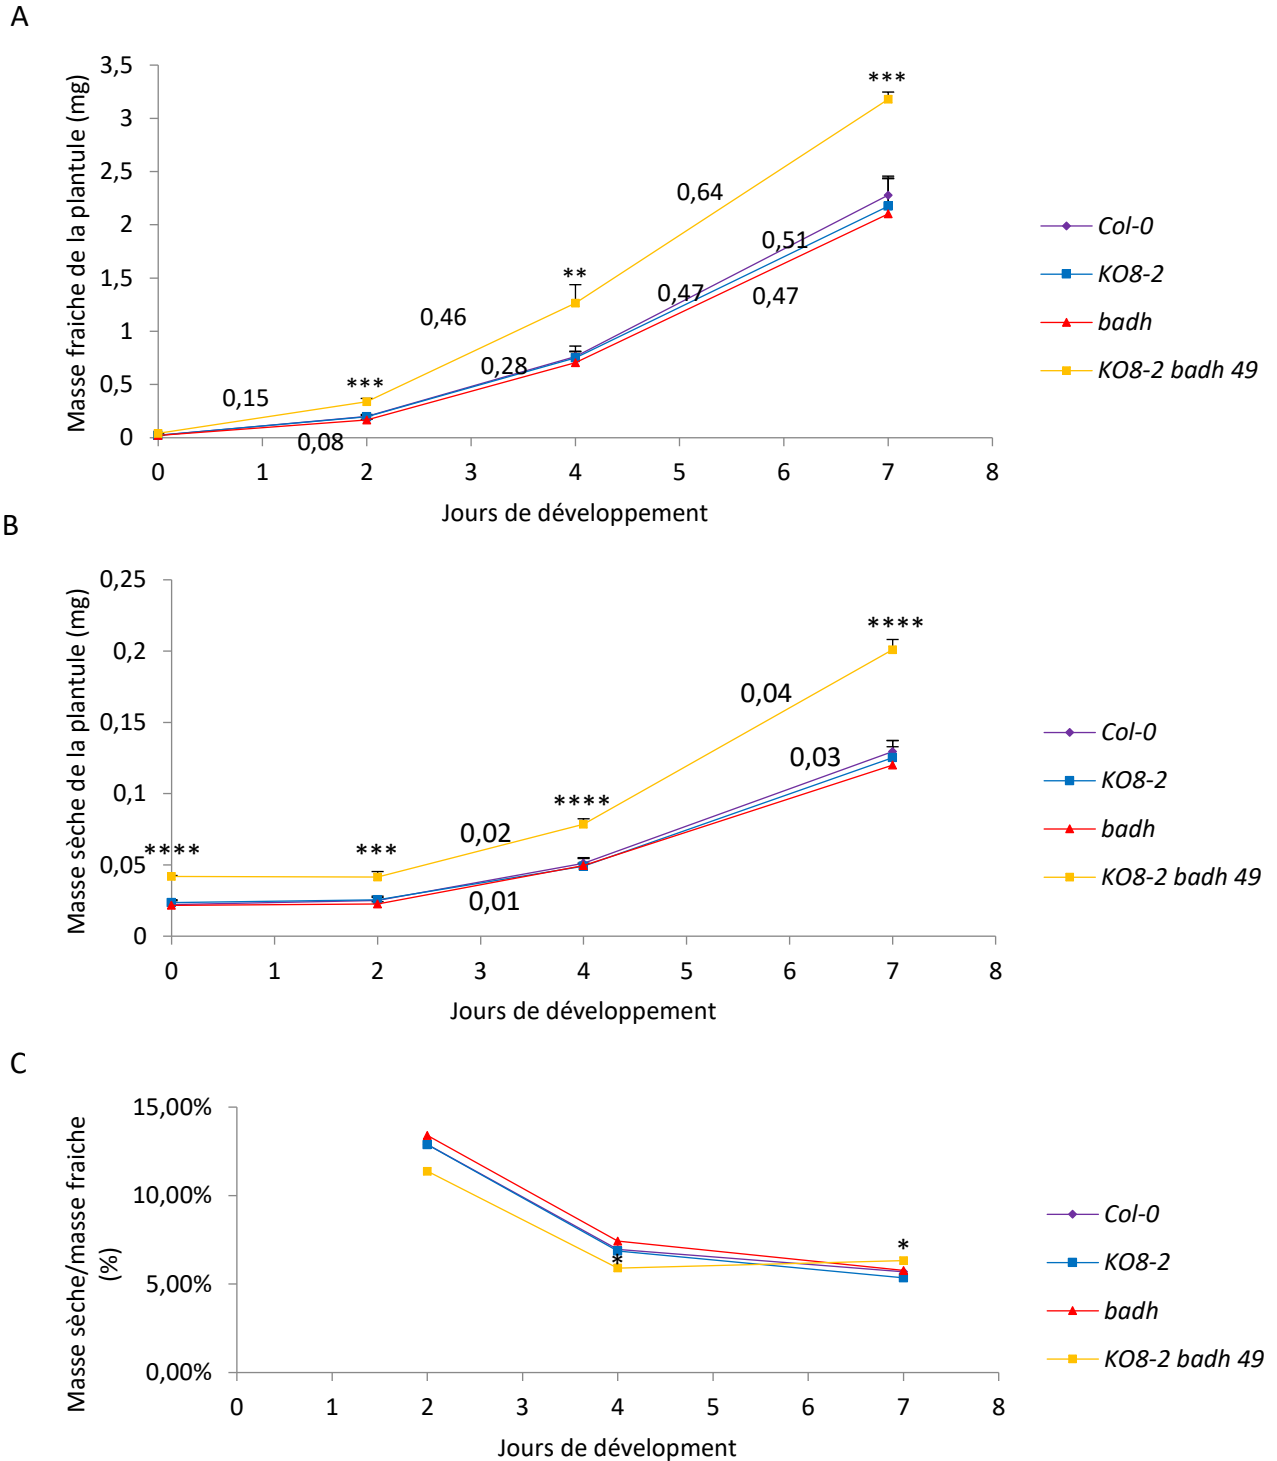 A
Masse fraiche de la plantule (mg)
3,5
3
2,5
2
1,5
1
0,5
0
0 1 2 3 4 5 6 7 8
Jours de développement
***
**
***
0,15
0,08
0,46
0,28
0,64
0,47
0,51
0,47
Col-0
KO8-2
badh
KO8-2 badh 49
B
Masse sèche de la plantule (mg)
0,25
0,2
0,15
0,1
0,05
0
0 1 2 3 4 5 6 7 8
Jours de développement
****
***
****
****
0,02
0,01
0,04
0,03
Col-0
KO8-2
badh
KO8-2 badh 49
C
Masse sèche/masse fraiche
(%)
15,00%
10,00%
5,00%
0,00%
0 1 2 3 4 5 6 7 8
Jours de dévelopment
*
*
Col-0
KO8-2
badh
KO8-2 badh 49